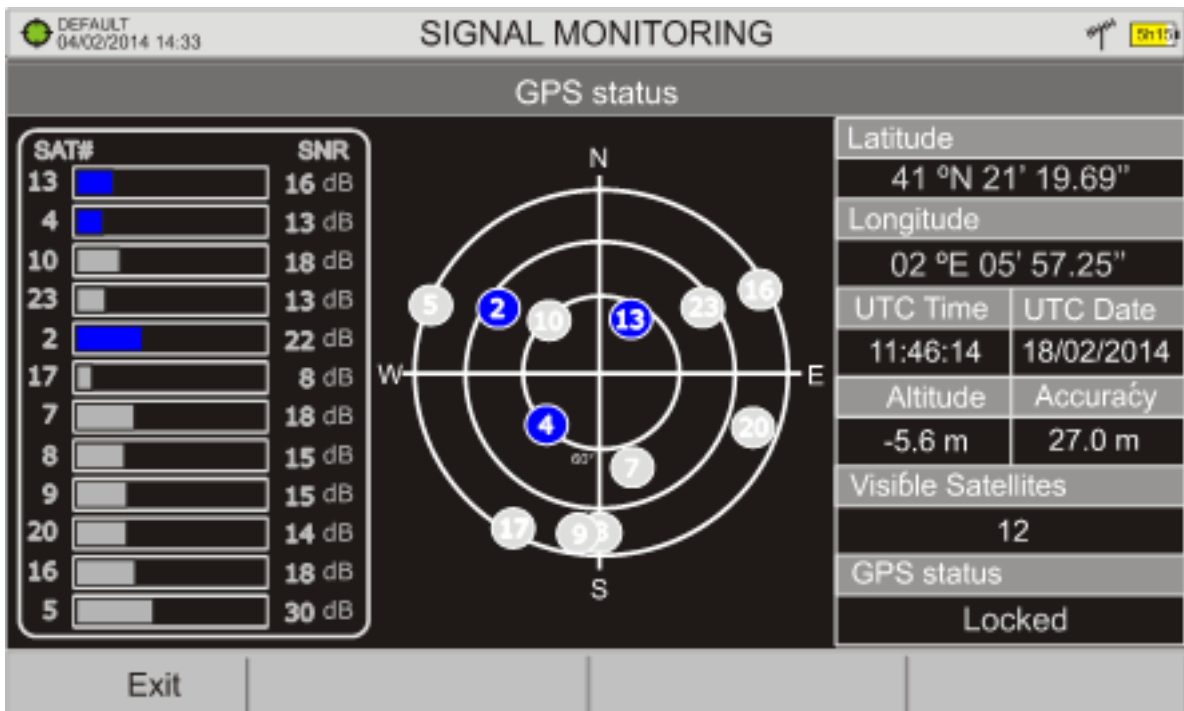 DEFAULT
04/02/2014 14:33
SIGNAL MONITORING
5h15
GPS status
SAT# SNR
13 16 dB
4 13 dB
10 18 dB
23 13 dB
2 22 dB
17 8 dB
7 18 dB
8 15 dB
9 15 dB
20 14 dB
16 18 dB
5 30 dB
N
5 2 10 13 23 16
W E
4 20
60°
7
17 9 8
S
Latitude
41 ºN 21’ 19.69”
Longitude
02 ºE 05’ 57.25”
UTC Time UTC Date
11:46:14 18/02/2014
Altitude Accuracy
-5.6 m 27.0 m
Visible Satellites
12
GPS status
Locked
Exit